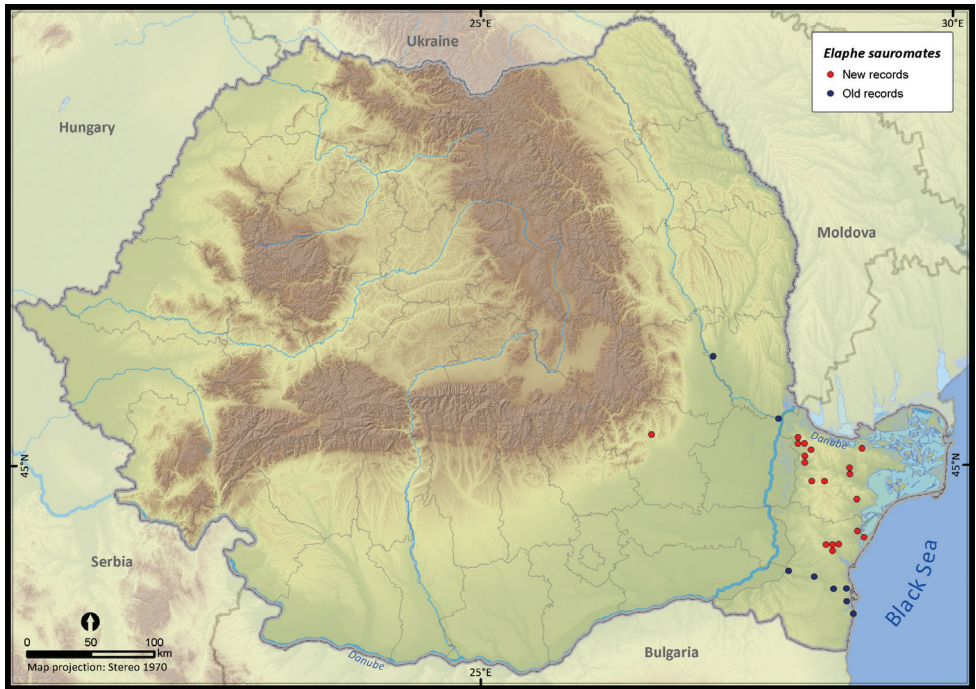 25°E
30°E
Ukraine
Elaphe sauromates
New records
Old records
Hungary
Moldova
Danube
45°N
45°N
Serbia
Black Sea
0 50 100
km
Map projection: Stereo 1970
Danube
Bulgaria
25°E